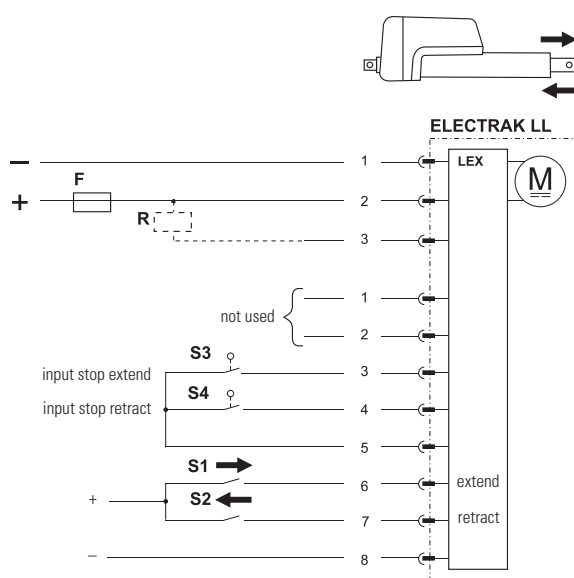 ELECTRAK LL
− 1 LEX M
F
+ 2
R
3
1
not used
2
S3
input stop extend 3
S4
input stop retract 4
5
S1
6 extend
+ S2
7 retract
− 8